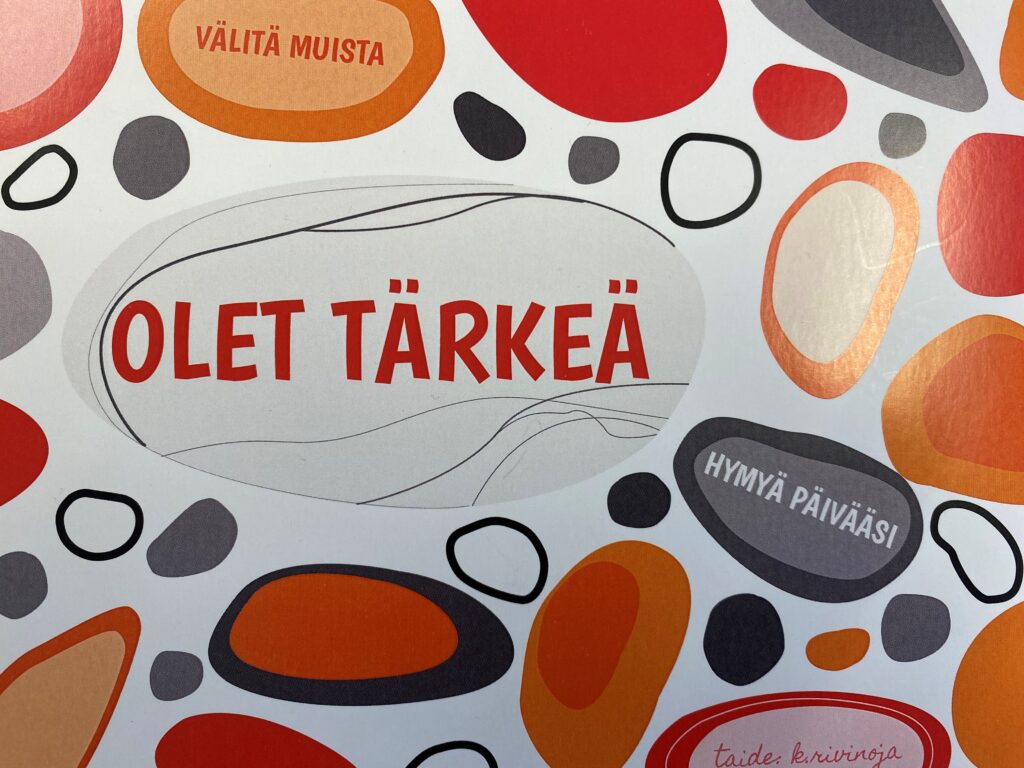 VÄLITÄ MUISTA
OLET TÄRKEÄ
HYMYÄ PÄIVÄÄSI
taide: k.rivinoja